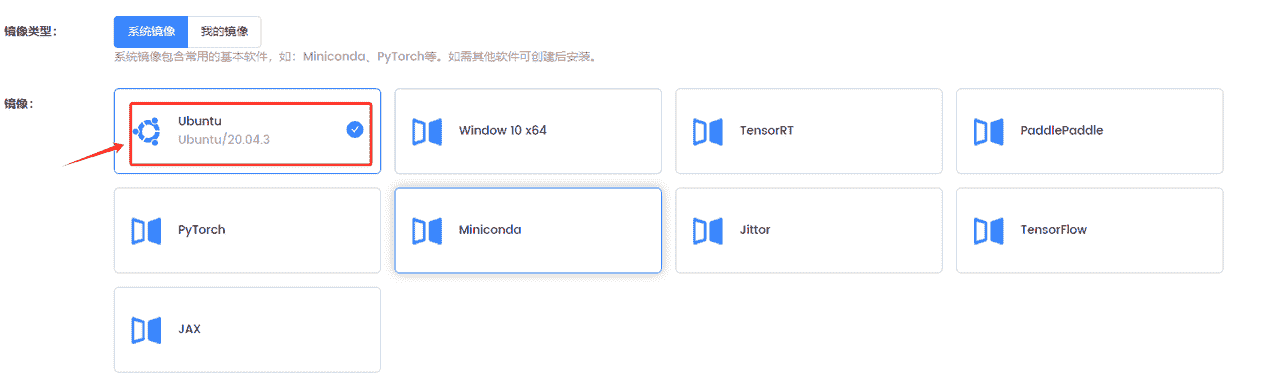 镜像类型：
系统镜像 我的镜像
系统镜像包含常用的基本软件，如：Miniconda、PyTorch等。如需其他软件可创建后安装。
镜像：
Ubuntu
Ubuntu/20.04.3
Window 10 x64
TensorRT
PaddlePaddle
PyTorch
Miniconda
Jittor
TensorFlow
JAX